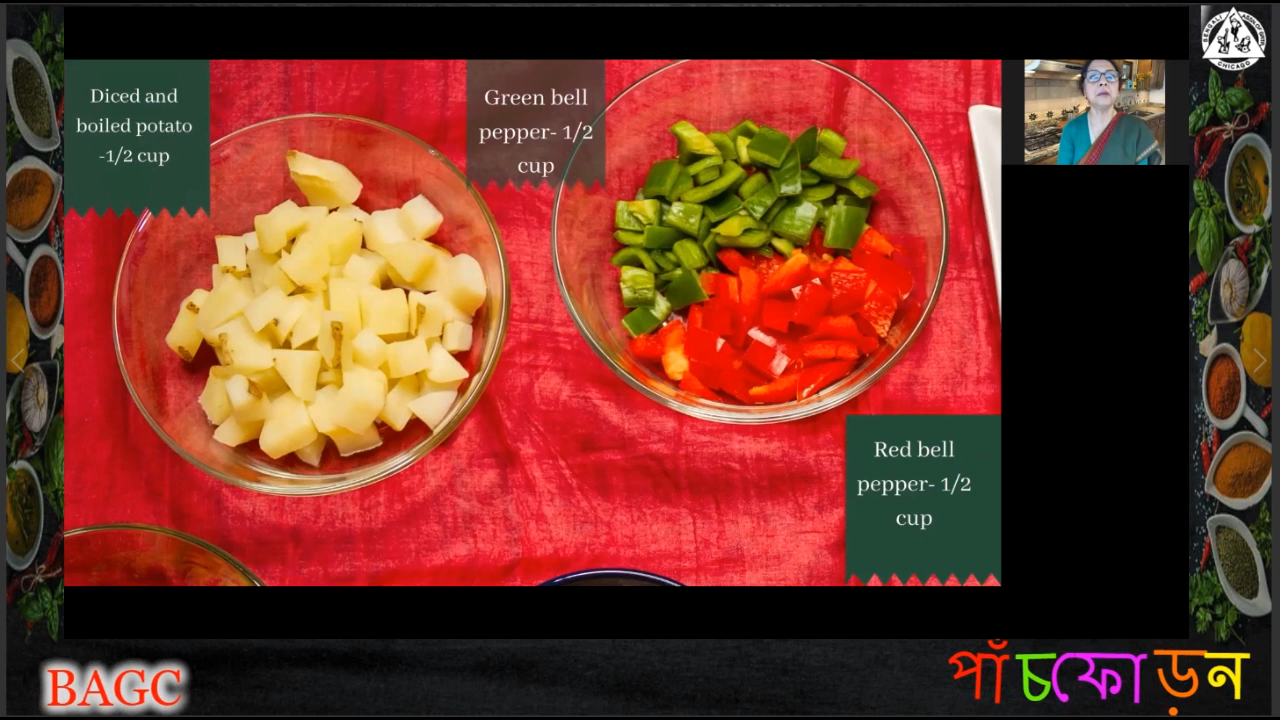 Diced and
boiled potato
-1/2 cup
Green bell
pepper- 1/2
cup
Red bell
pepper- 1/2
cup
CHICAGO
BAGC
পাঁচফোড়ন